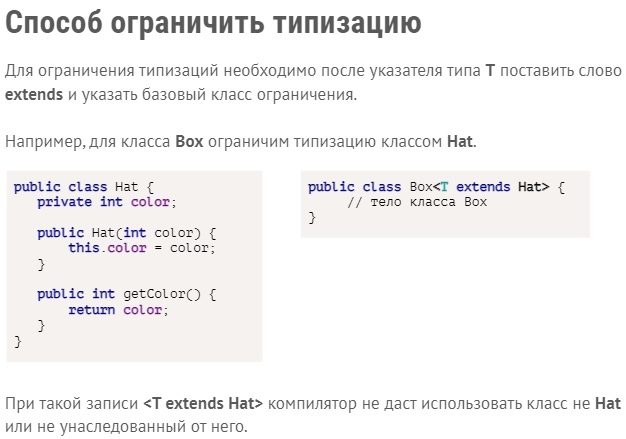 Способ ограничить типизацию
Для ограничения типизаций необходимо после указателя типа T поставить слово
extends и указать базовый класс ограничения.
Например, для класса Box ограничим типизацию классом Hat.
public class Hat {
private int color;
public Hat(int color) {
this.color = color;
}
public int getColor() {
return color;
}
}
public class Box<T extends Hat> {
// тело класса Box
}
При такой записи <T extends Hat> компилятор не даст использовать класс не Hat
или не унаследованный от него.